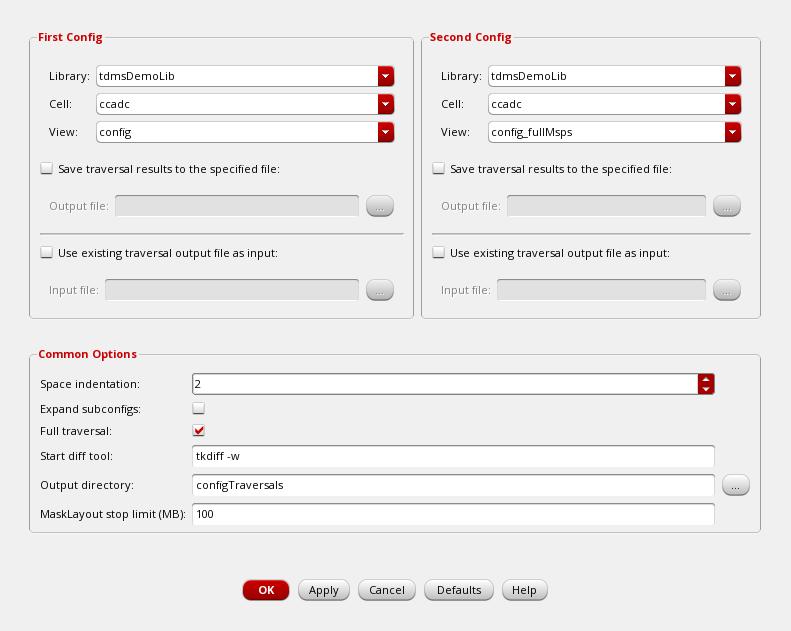 First Config
Library: tdmsDemoLib
Cell: ccadc
View: config
Save traversal results to the specified file:
Output file: ...
Use existing traversal output file as input:
Input file: ...
Second Config
Library: tdmsDemoLib
Cell: ccadc
View: config_fullMsps
Save traversal results to the specified file:
Output file: ...
Use existing traversal output file as input:
Input file: ...
Common Options
Space indentation: 2
Expand subconfigs:
Full traversal:
Start diff tool: tkdiff -w
Output directory: configTraversals ...
MaskLayout stop limit (MB): 100
OK Apply Cancel Defaults Help